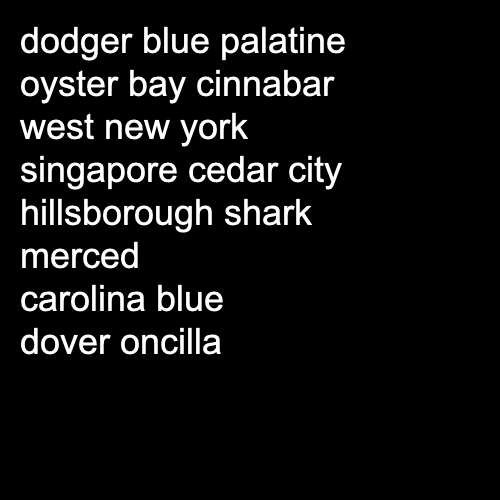 dodger blue palatine
oyster bay cinnabar
west new york
singapore cedar city
hillsborough shark
merced
carolina blue
dover oncilla